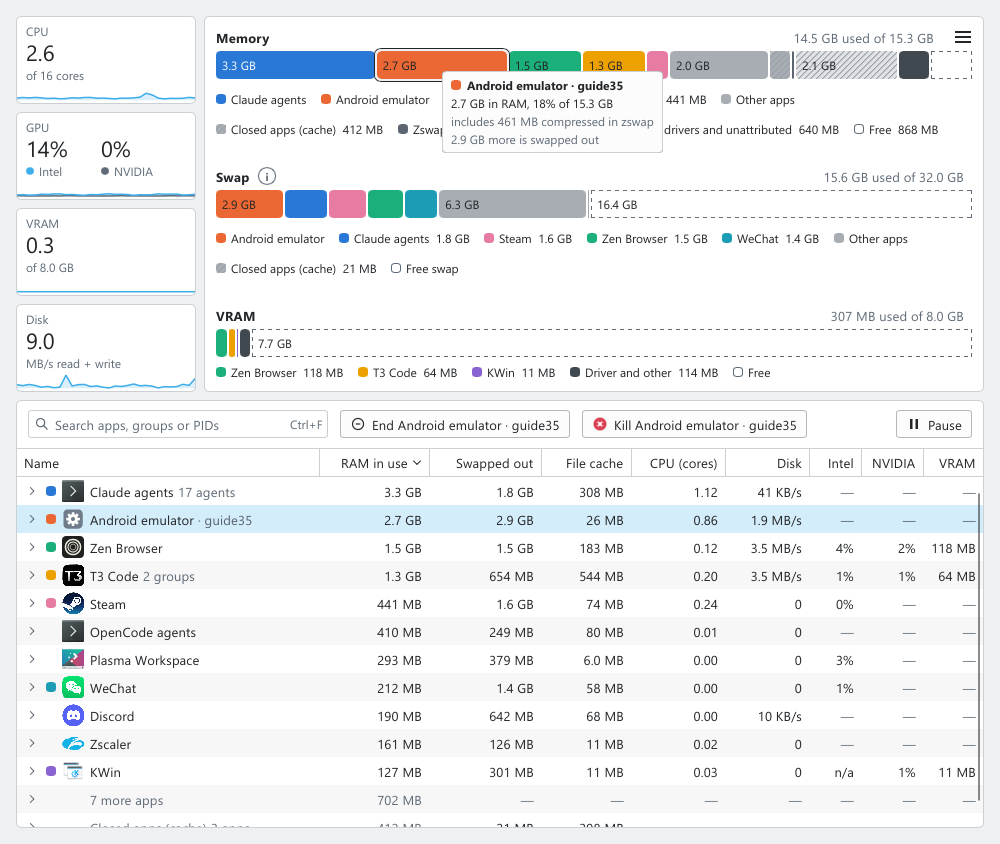 CPU
2.6
of 16 cores
GPU
14% 0%
Intel NVIDIA
VRAM
0.3
of 8.0 GB
Disk
9.0
MB/s read + write
Memory 14.5 GB used of 15.3 GB
3.3 GB 2.7 GB 1.5 GB 1.3 GB 2.0 GB 2.1 GB
Claude agents Android emulator 441 MB Other apps
Closed apps (cache) 412 MB drivers and unattributed 640 MB Free 868 MB
Android emulator · guide35
2.7 GB in RAM, 18% of 15.3 GB
includes 461 MB compressed in zswap
2.9 GB more is swapped out
Swap 15.6 GB used of 32.0 GB
2.9 GB 6.3 GB 16.4 GB
Android emulator Claude agents 1.8 GB Steam 1.6 GB Zen Browser 1.5 GB WeChat 1.4 GB Other apps
Closed apps (cache) 21 MB Free swap
VRAM 307 MB used of 8.0 GB
7.7 GB
Zen Browser 118 MB T3 Code 64 MB KWin 11 MB Driver and other 114 MB Free
Search apps, groups or PIDs Ctrl+F End Android emulator · guide35 Kill Android emulator · guide35 Pause
Name RAM in use Swapped out File cache CPU (cores) Disk Intel NVIDIA VRAM
Claude agents 17 agents 3.3 GB 1.8 GB 308 MB 1.12 41 KB/s — — —
Android emulator · guide35 2.7 GB 2.9 GB 26 MB 0.86 1.9 MB/s — — —
Zen Browser 1.5 GB 1.5 GB 183 MB 0.12 3.5 MB/s 4% 2% 118 MB
T3 T3 Code 2 groups 1.3 GB 654 MB 544 MB 0.20 3.5 MB/s 1% 1% 64 MB
Steam 441 MB 1.6 GB 74 MB 0.24 0 0% — —
OpenCode agents 410 MB 249 MB 80 MB 0.01 0 — — —
Plasma Workspace 293 MB 379 MB 6.0 MB 0.00 0 3% — —
WeChat 212 MB 1.4 GB 58 MB 0.00 0 1% — —
Discord 190 MB 642 MB 68 MB 0.00 10 KB/s — — —
Zscaler 161 MB 126 MB 11 MB 0.02 0 — — —
KWin 127 MB 301 MB 11 MB 0.03 0 n/a 1% 11 MB
7 more apps 702 MB — — — — — — —